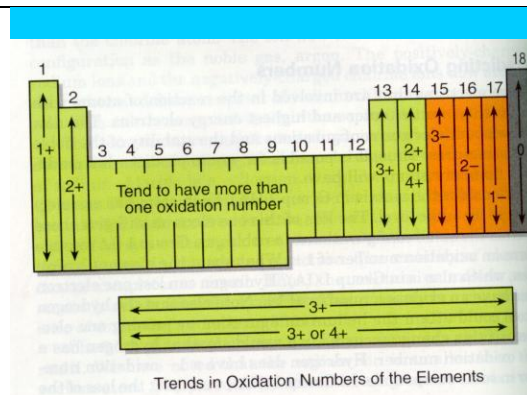 1
2
3 4 5 6 7 8 9 10 11 12
13 14 15 16 17
18
1+
2+
Tend to have more than
one oxidation number
3+
2+
or
4+
3–
2–
1–
0
3+
3+ or 4+
Trends in Oxidation Numbers of the Elements